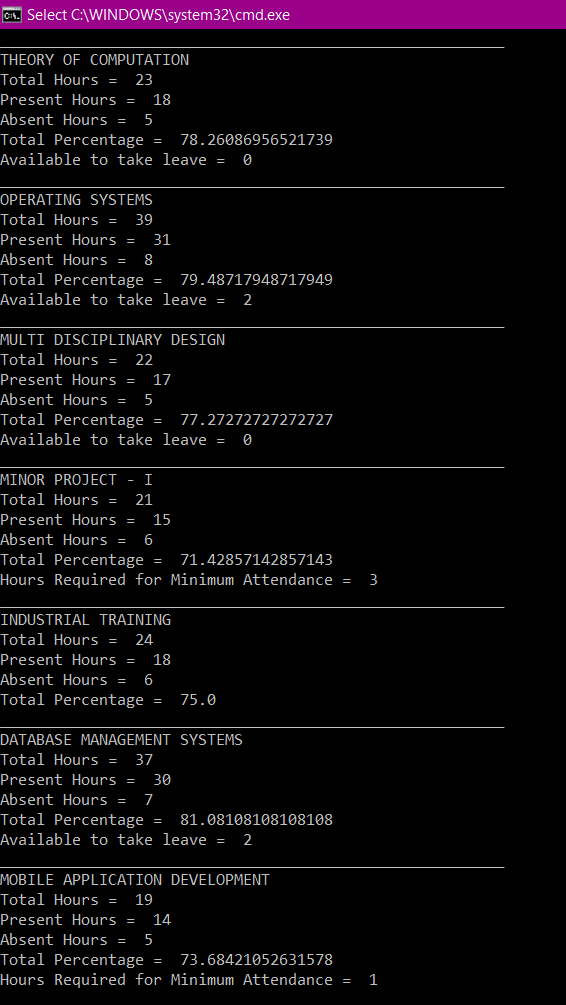 Select C:\WINDOWS\system32\cmd.exe
THEORY OF COMPUTATION
Total Hours =  23
Present Hours =  18
Absent Hours =  5
Total Percentage =  78.26086956521739
Available to take leave =  0
OPERATING SYSTEMS
Total Hours =  39
Present Hours =  31
Absent Hours =  8
Total Percentage =  79.48717948717949
Available to take leave =  2
MULTI DISCIPLINARY DESIGN
Total Hours =  22
Present Hours =  17
Absent Hours =  5
Total Percentage =  77.27272727272727
Available to take leave =  0
MINOR PROJECT - I
Total Hours =  21
Present Hours =  15
Absent Hours =  6
Total Percentage =  71.42857142857143
Hours Required for Minimum Attendance =  3
INDUSTRIAL TRAINING
Total Hours =  24
Present Hours =  18
Absent Hours =  6
Total Percentage =  75.0
DATABASE MANAGEMENT SYSTEMS
Total Hours =  37
Present Hours =  30
Absent Hours =  7
Total Percentage =  81.08108108108108
Available to take leave =  2
MOBILE APPLICATION DEVELOPMENT
Total Hours =  19
Present Hours =  14
Absent Hours =  5
Total Percentage =  73.68421052631578
Hours Required for Minimum Attendance =  1